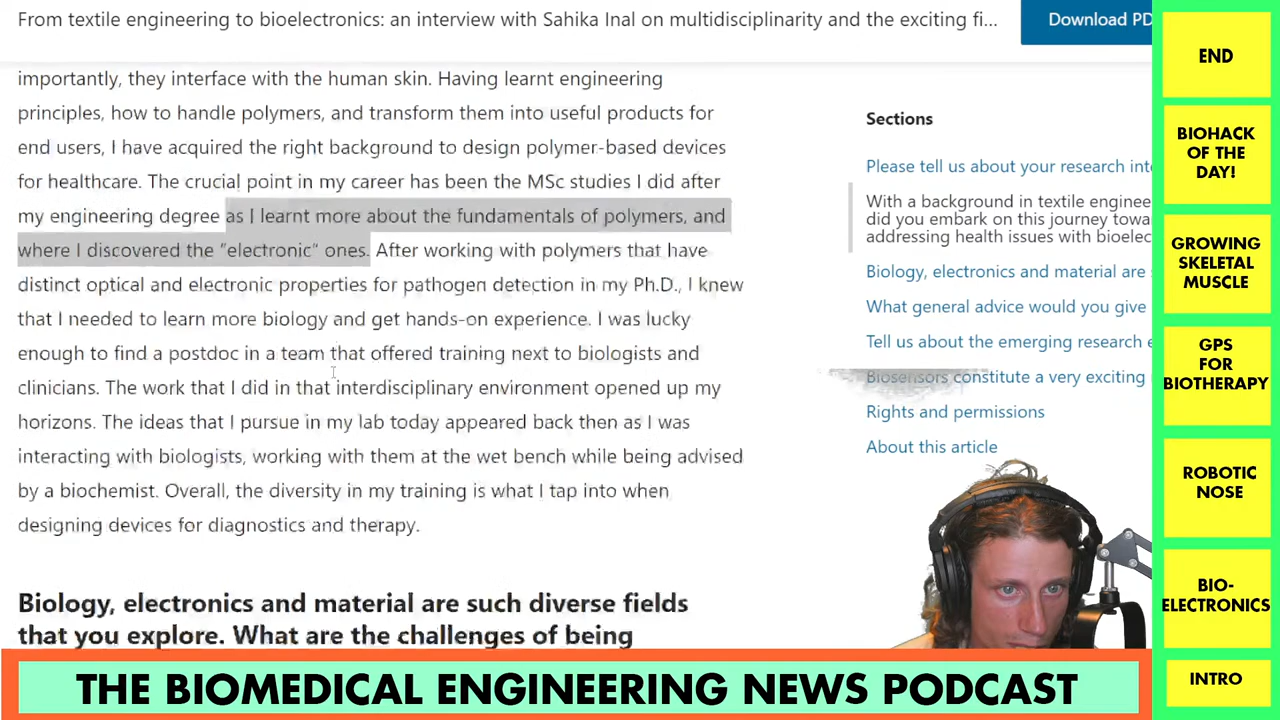 From textile engineering to bioelectronics: an interview with Sahika Inal on multidisciplinarity and the exciting fi...
Download PD
importantly, they interface with the human skin. Having learnt engineering
principles, how to handle polymers, and transform them into useful products for
end users, I have acquired the right background to design polymer-based devices
for healthcare. The crucial point in my career has been the MSc studies I did after
my engineering degree as I learnt more about the fundamentals of polymers, and
where I discovered the “electronic“ ones. After working with polymers that have
distinct optical and electronic properties for pathogen detection in my Ph.D., I knew
that I needed to learn more biology and get hands-on experience. I was lucky
enough to find a postdoc in a team that offered training next to biologists and
clinicians. The work that I did in that interdisciplinary environment opened up my
horizons. The ideas that I pursue in my lab today appeared back then as I was
interacting with biologists, working with them at the wet bench while being advised
by a biochemist. Overall, the diversity in my training is what I tap into when
designing devices for diagnostics and therapy.
Biology, electronics and material are such diverse fields
that you explore. What are the challenges of being
Sections
Please tell us about your research inte
With a background in textile enginee
did you embark on this journey towa
addressing health issues with bioelec
Biology, electronics and material are
What general advice would you give
Tell us about the emerging research e
Biosensors constitute a very exciting
Rights and permissions
About this article
END
BIOHACK
OF THE
DAY!
GROWING
SKELETAL
MUSCLE
GPS
FOR
BIOTHERAPY
ROBOTIC
NOSE
BIO-
ELECTRONICS
INTRO
THE BIOMEDICAL ENGINEERING NEWS PODCAST